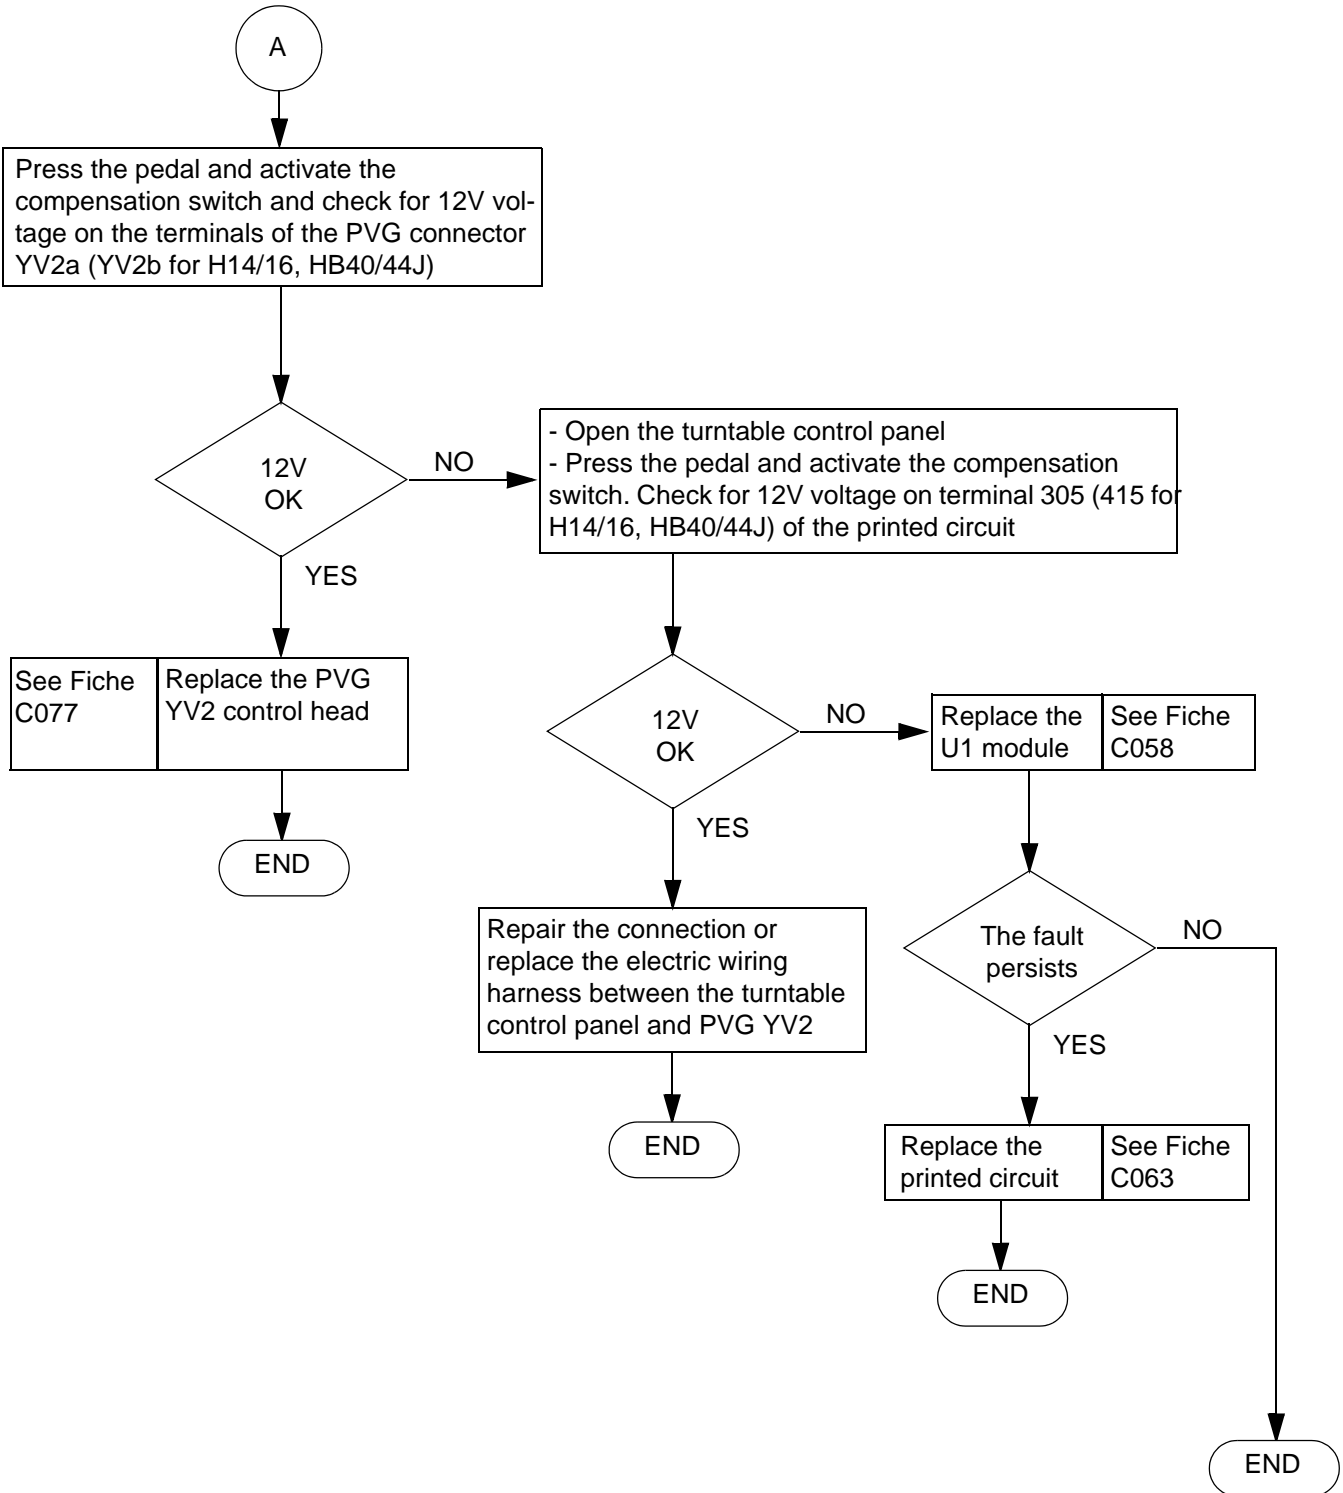 A
Press the pedal and activate the
compensation switch and check for 12V vol-
tage on the terminals of the PVG connector
YV2a (YV2b for H14/16, HB40/44J)
12V
OK
NO
- Open the turntable control panel
- Press the pedal and activate the compensation
switch. Check for 12V voltage on terminal 305 (415 for
H14/16, HB40/44J) of the printed circuit
YES
See Fiche
C077
Replace the PVG
YV2 control head
END
12V
OK
NO
Replace the
U1 module
See Fiche
C058
YES
Repair the connection or
replace the electric wiring
harness between the turntable
control panel and PVG YV2
END
The fault
persists
NO
YES
Replace the
printed circuit
See Fiche
C063
END
END